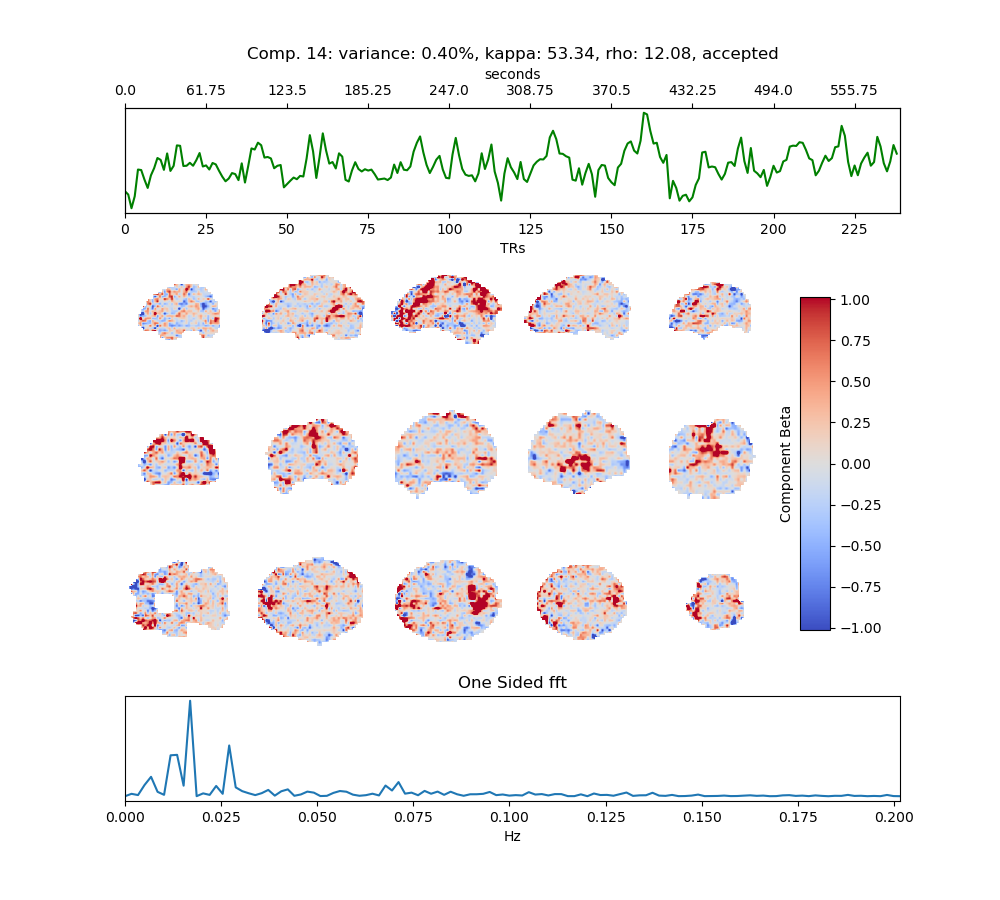 Comp. 14: variance: 0.40%, kappa: 53.34, rho: 12.08, accepted
seconds
0.0 61.75 123.5 185.25 247.0 308.75 370.5 432.25 494.0 555.75
0 25 50 75 100 125 150 175 200 225
TRs
1.00
0.75
0.50
0.25
0.00
−0.25
−0.50
−0.75
−1.00
Component Beta
One Sided fft
0.000 0.025 0.050 0.075 0.100 0.125 0.150 0.175 0.200
Hz